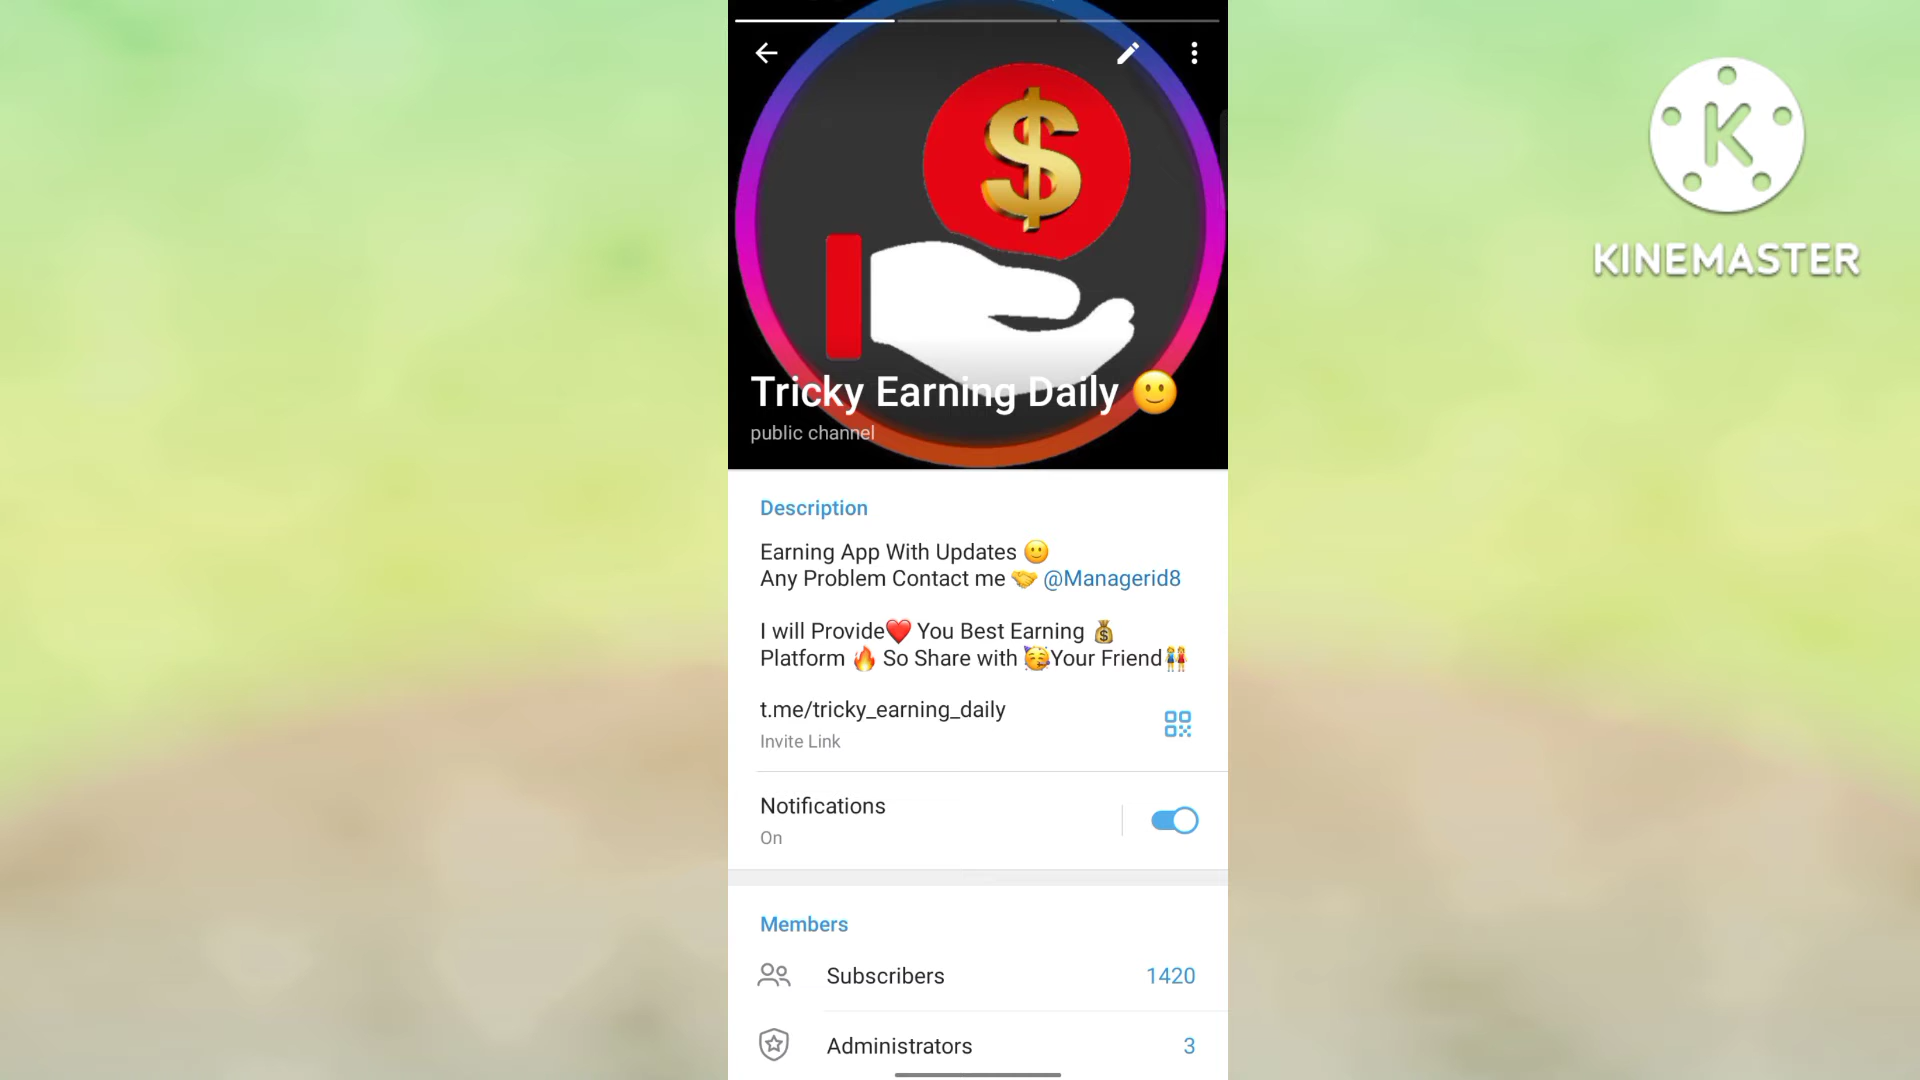 Tricky Earning Daily 🙂
public channel
Description
Earning App With Updates 🙂
Any Problem Contact me 🤝 @Managerid8
I will Provide❤️ You Best Earning 💰
Platform 🔥 So Share with 🥳Your Friend👭
t.me/tricky_earning_daily
Invite Link
Notifications
On
Members
Subscribers 1420
Administrators 3
K
KINEMASTER